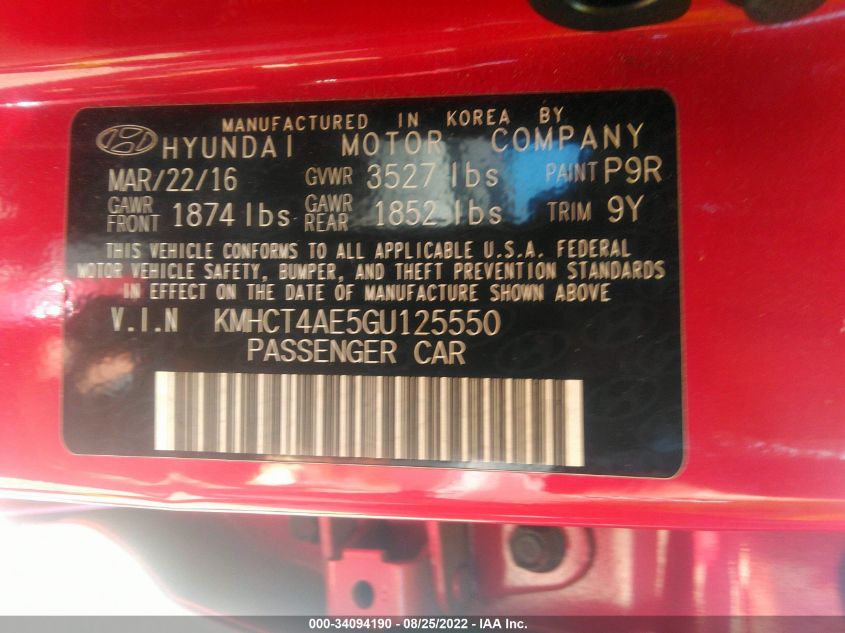 MANUFACTURED IN KOREA BY
HYUNDAI MOTOR COMPANY
MAR/22/16 GVWR 3527 lbs PAINT P9R
GAWR FRONT 1874 lbs GAWR REAR 1852 lbs TRIM 9Y
THIS VEHICLE CONFORMS TO ALL APPLICABLE U.S.A. FEDERAL
MOTOR VEHICLE SAFETY, BUMPER, AND THEFT PREVENTION STANDARDS
IN EFFECT ON THE DATE OF MANUFACTURE SHOWN ABOVE
V.I.N KMHCT4AE5GU125550
PASSENGER CAR
000-34094190 - 08/25/2022 - IAA Inc.